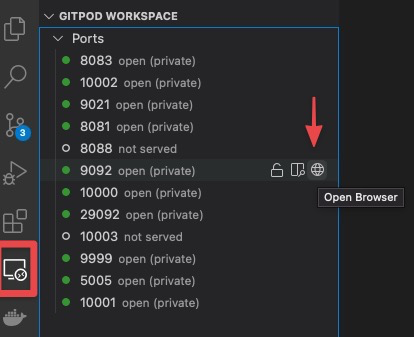 GITPOD WORKSPACE
Ports
8083 open (private)
10002 open (private)
9021 open (private)
8081 open (private)
8088 not served
3
9092 open (private)
10000 open (private)
Open Browser
29092 open (private)
10003 not served
9999 open (private)
5005 open (private)
10001 open (private)